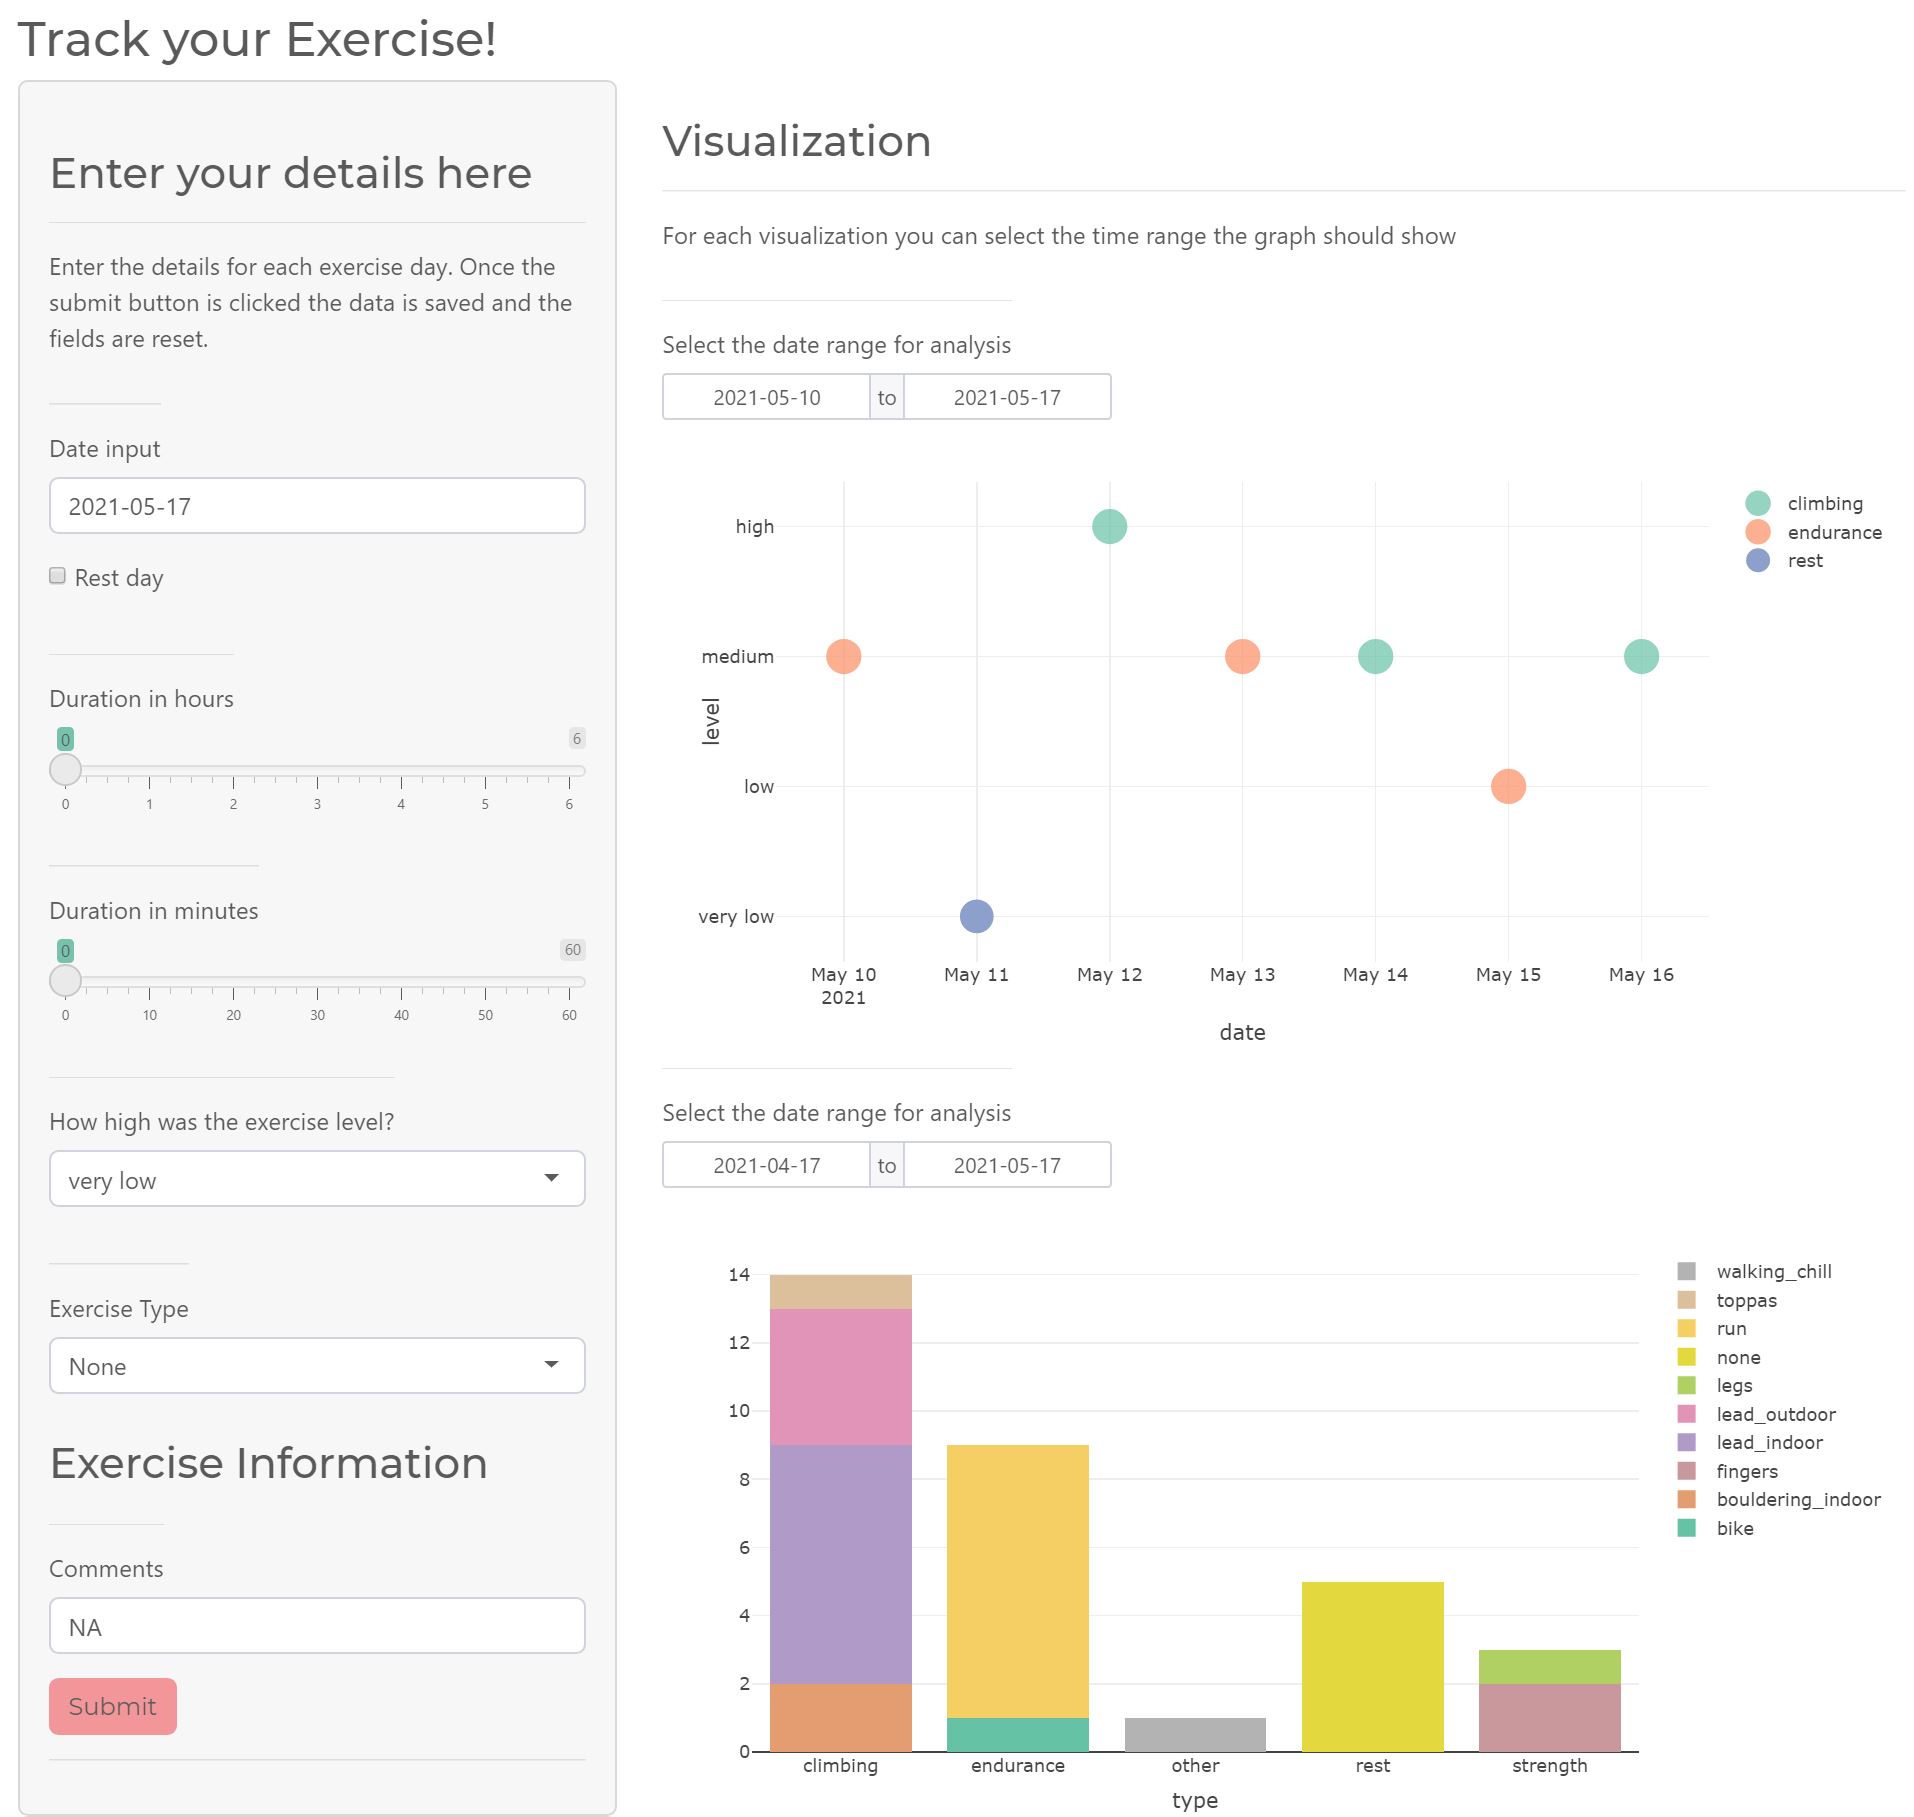 Track your Exercise!
Enter your details here
Enter the details for each exercise day. Once the
submit button is clicked the data is saved and the
fields are reset.
Date input
2021-05-17
Rest day
Duration in hours
0 6
0 1 2 3 4 5 6
Duration in minutes
0 60
0 10 20 30 40 50 60
How high was the exercise level?
very low
Exercise Type
None
Exercise Information
Comments
NA
Submit
Visualization
For each visualization you can select the time range the graph should show
Select the date range for analysis
2021-05-10 to 2021-05-17
high
medium
low
very low
level
May 10 May 11 May 12 May 13 May 14 May 15 May 16
2021
date
climbing
endurance
rest
Select the date range for analysis
2021-04-17 to 2021-05-17
14
12
10
8
6
4
2
0
climbing endurance other rest strength
type
walking_chill
toppas
run
none
legs
lead_outdoor
lead_indoor
fingers
bouldering_indoor
bike